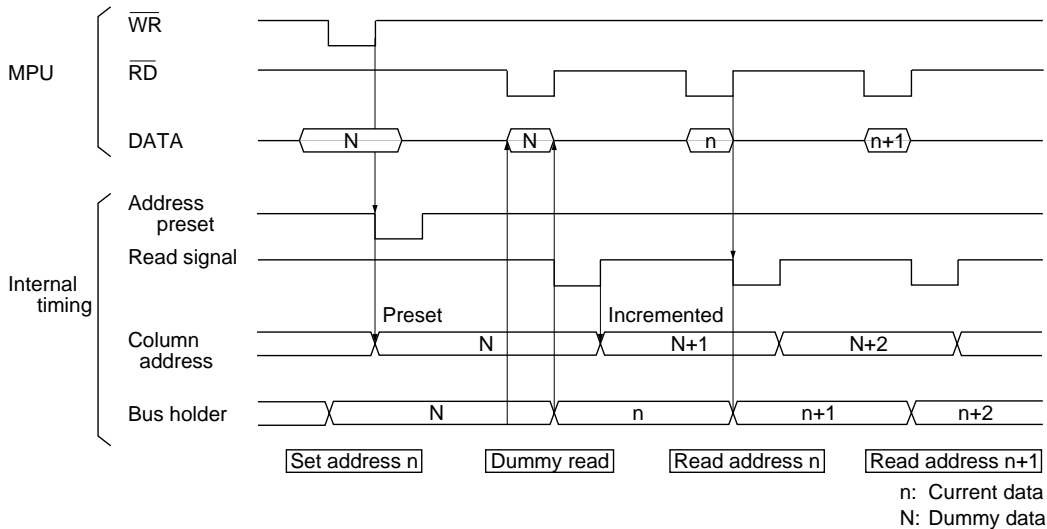 MPU
WR
RD
DATA
N
N
n
n+1
Internal
timing
Address
preset
Read signal
Preset
Incremented
Column
address
N
N+1
N+2
Bus holder
N
n
n+1
n+2
Set address n
Dummy read
Read address n
Read address n+1
n: Current data
N: Dummy data